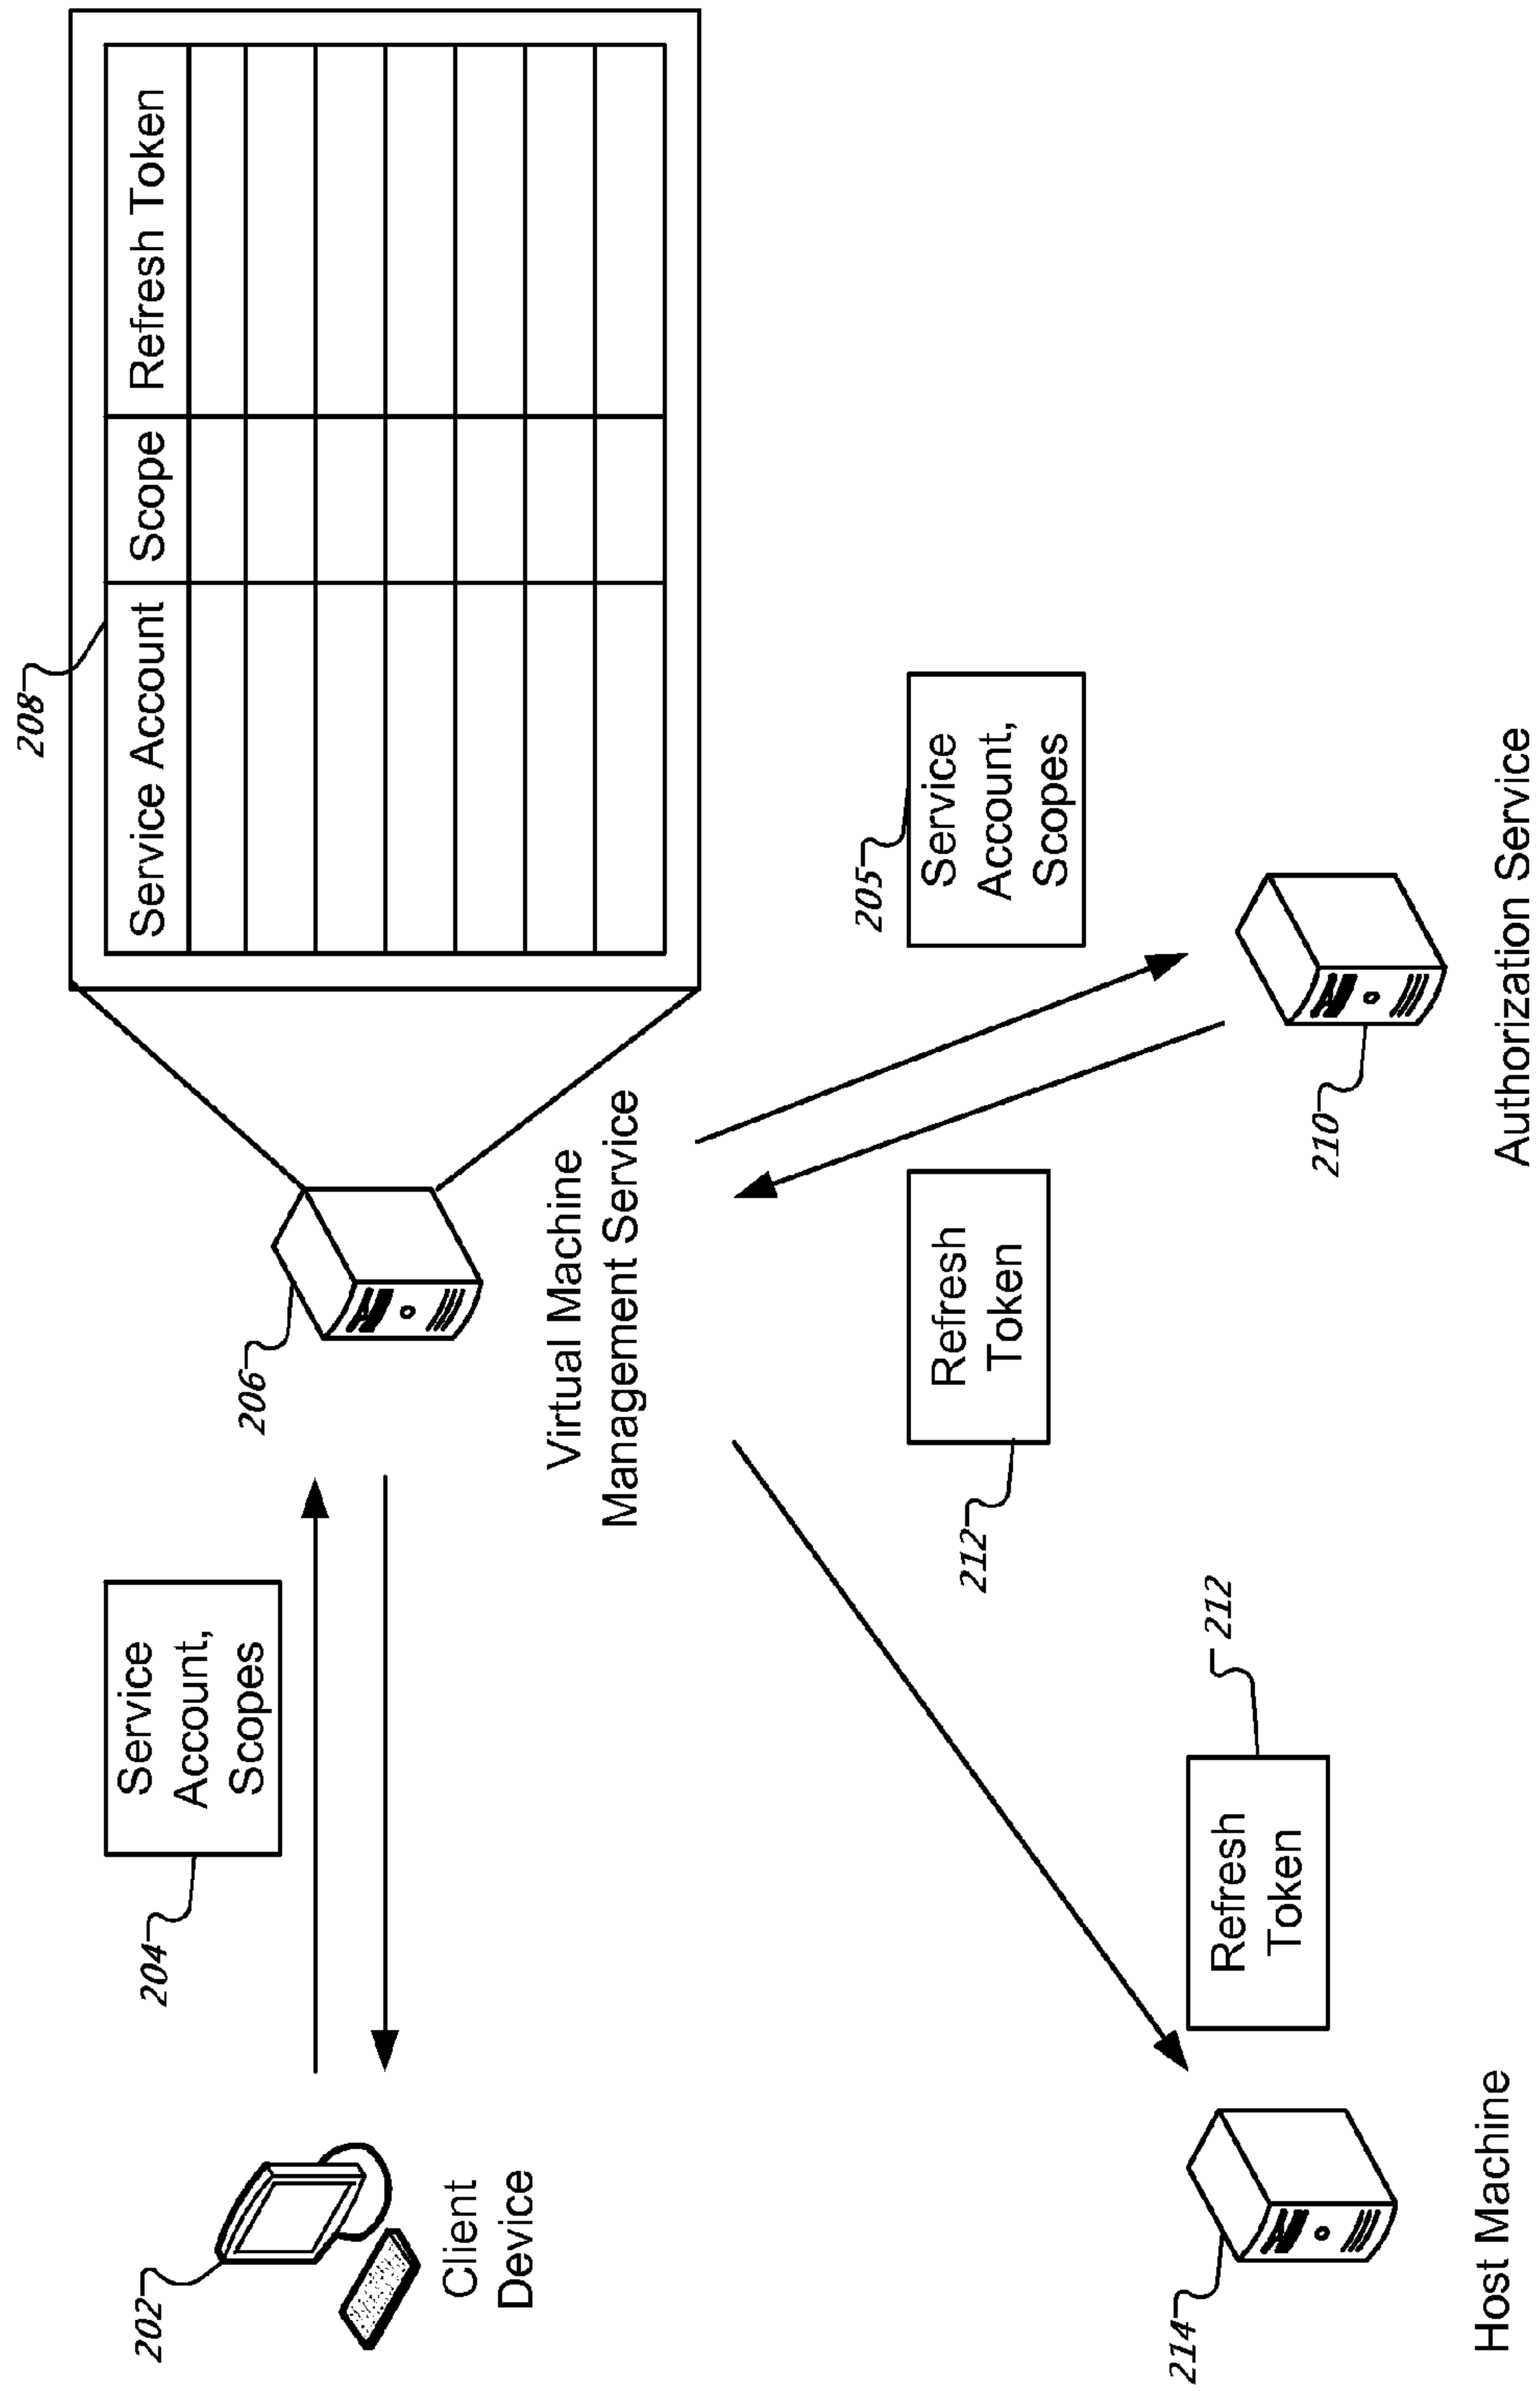 208
Service Account
Scope
Refresh Token
204
Service
Account,
Scopes
206
202
Client
Device
Virtual Machine
Management Service
205
Service
Account,
Scopes
212
Refresh
Token
212
Refresh
Token
210
214
Host Machine
Authorization Service